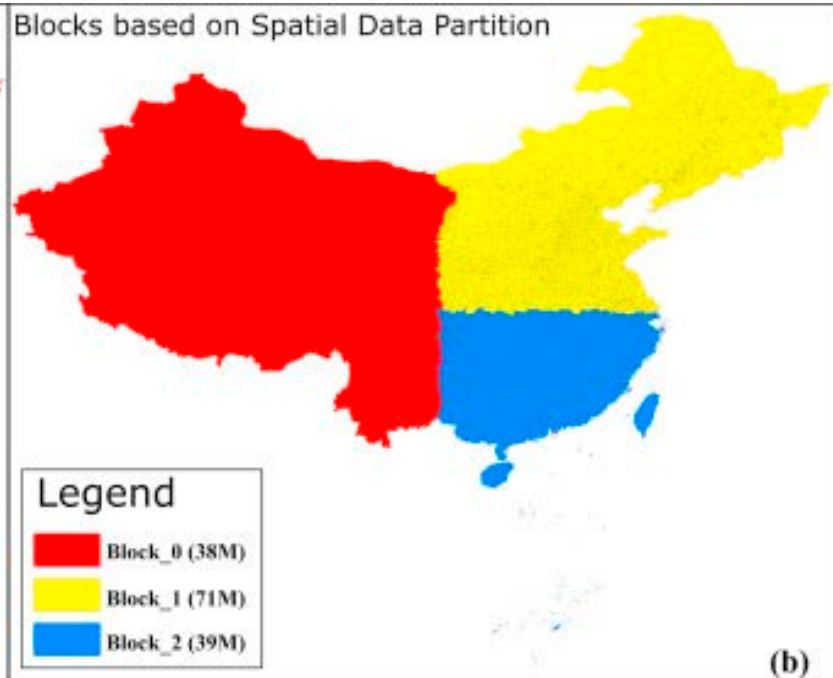 Blocks based on Spatial Data Partition
Legend
Block_0 (38M)
Block_1 (71M)
Block_2 (39M)
(b)